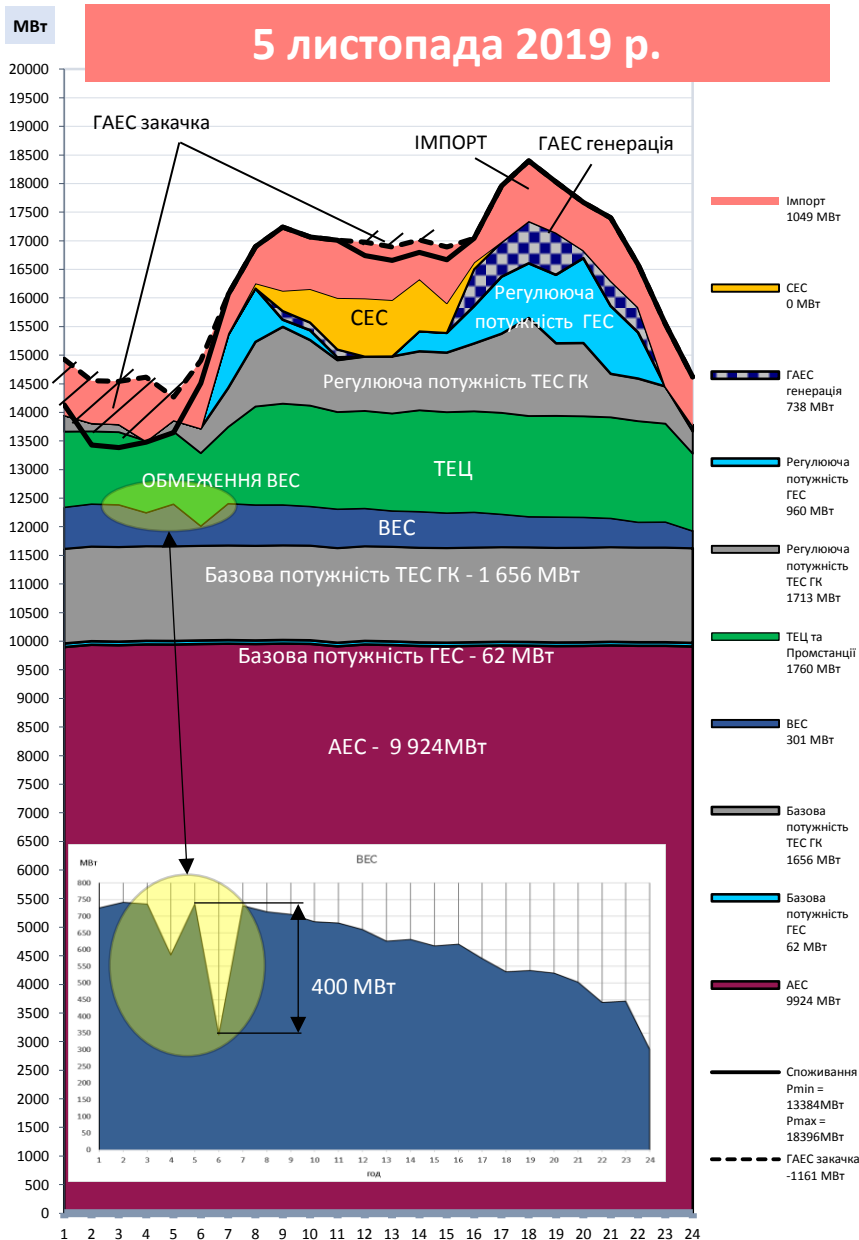 МВт
5 листопада 2019 р.
20000
19500
19000
18500
18000
17500
17000
16500
16000
15500
15000
14500
14000
13500
13000
12500
12000
11500
11000
10500
10000
9500
9000
8500
8000
7500
7000
6500
6000
5500
5000
4500
4000
3500
3000
2500
2000
1500
1000
500
0
1 2 3 4 5 6 7 8 9 10 11 12 13 14 15 16 17 18 19 20 21 22 23 24
ГАЕС закачка
ІМПОРТ
ГАЕС генерація
СЕС
Регулююча
потужність ГЕС
Регулююча потужність ТЕС ГК
ТЕЦ
ОБМЕЖЕННЯ ВЕС
ВЕС
Базова потужність ТЕС ГК - 1 656 МВт
Базова потужність ГЕС - 62 МВт
АЕС - 9 924МВт
МВт
ВЕС
800
750
700
650
600
550
500
450
400
350
300
250
200
150
100
50
0
400 МВт
1 2 3 4 5 6 7 8 9 10 11 12 13 14 15 16 17 18 19 20 21 22 23 24
год
Імпорт
1049 МВт
СЕС
0 МВт
ГАЕС
генерація
738 МВт
Регулююча
потужність
ГЕС
960 МВт
Регулююча
потужність
ТЕС ГК
1713 МВт
ТЕЦ та
Промстанції
1760 МВт
ВЕС
301 МВт
Базова
потужність
ТЕС ГК
1656 МВт
Базова
потужність
ГЕС
62 МВт
АЕС
9924 МВт
Споживання
Pmin =
13384МВт
Pmax =
18396МВт
ГАЕС закачка
-1161 МВт